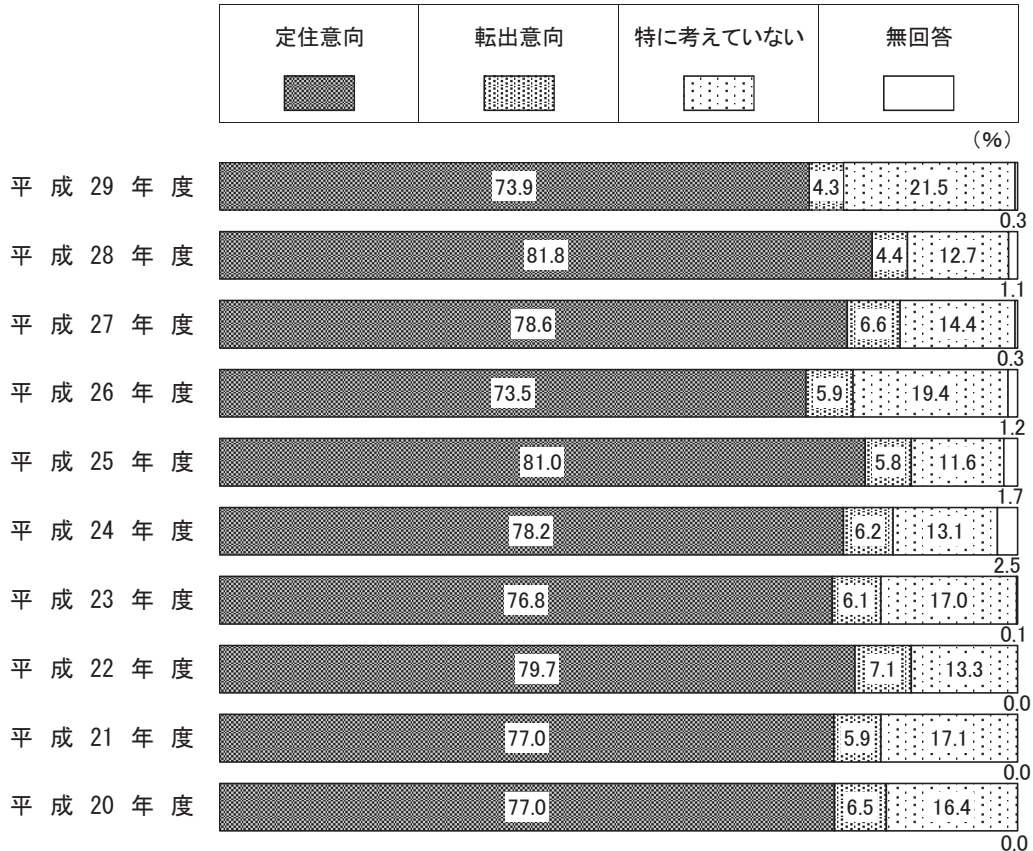 定住意向 転出意向 特に考えていない 無回答
（％）
平成29年度 73.9 4.3 21.5 0.3
平成28年度 81.8 4.4 12.7 1.1
平成27年度 78.6 6.6 14.4 0.3
平成26年度 73.5 5.9 19.4 1.2
平成25年度 81.0 5.8 11.6 1.7
平成24年度 78.2 6.2 13.1 2.5
平成23年度 76.8 6.1 17.0 0.1
平成22年度 79.7 7.1 13.3 0.0
平成21年度 77.0 5.9 17.1 0.0
平成20年度 77.0 6.5 16.4 0.0